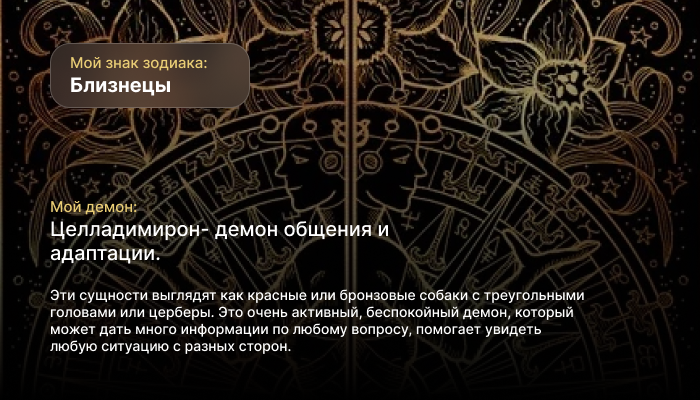 Мой знак зодиака:
Близнецы
Мой демон:
Целладимирон- демон общения и
адаптации.
Эти сущности выглядят как красные или бронзовые собаки с треугольными
головами или церберы. Это очень активный, беспокойный демон, который
может дать много информации по любому вопросу, помогает увидеть
любую ситуацию с разных сторон.